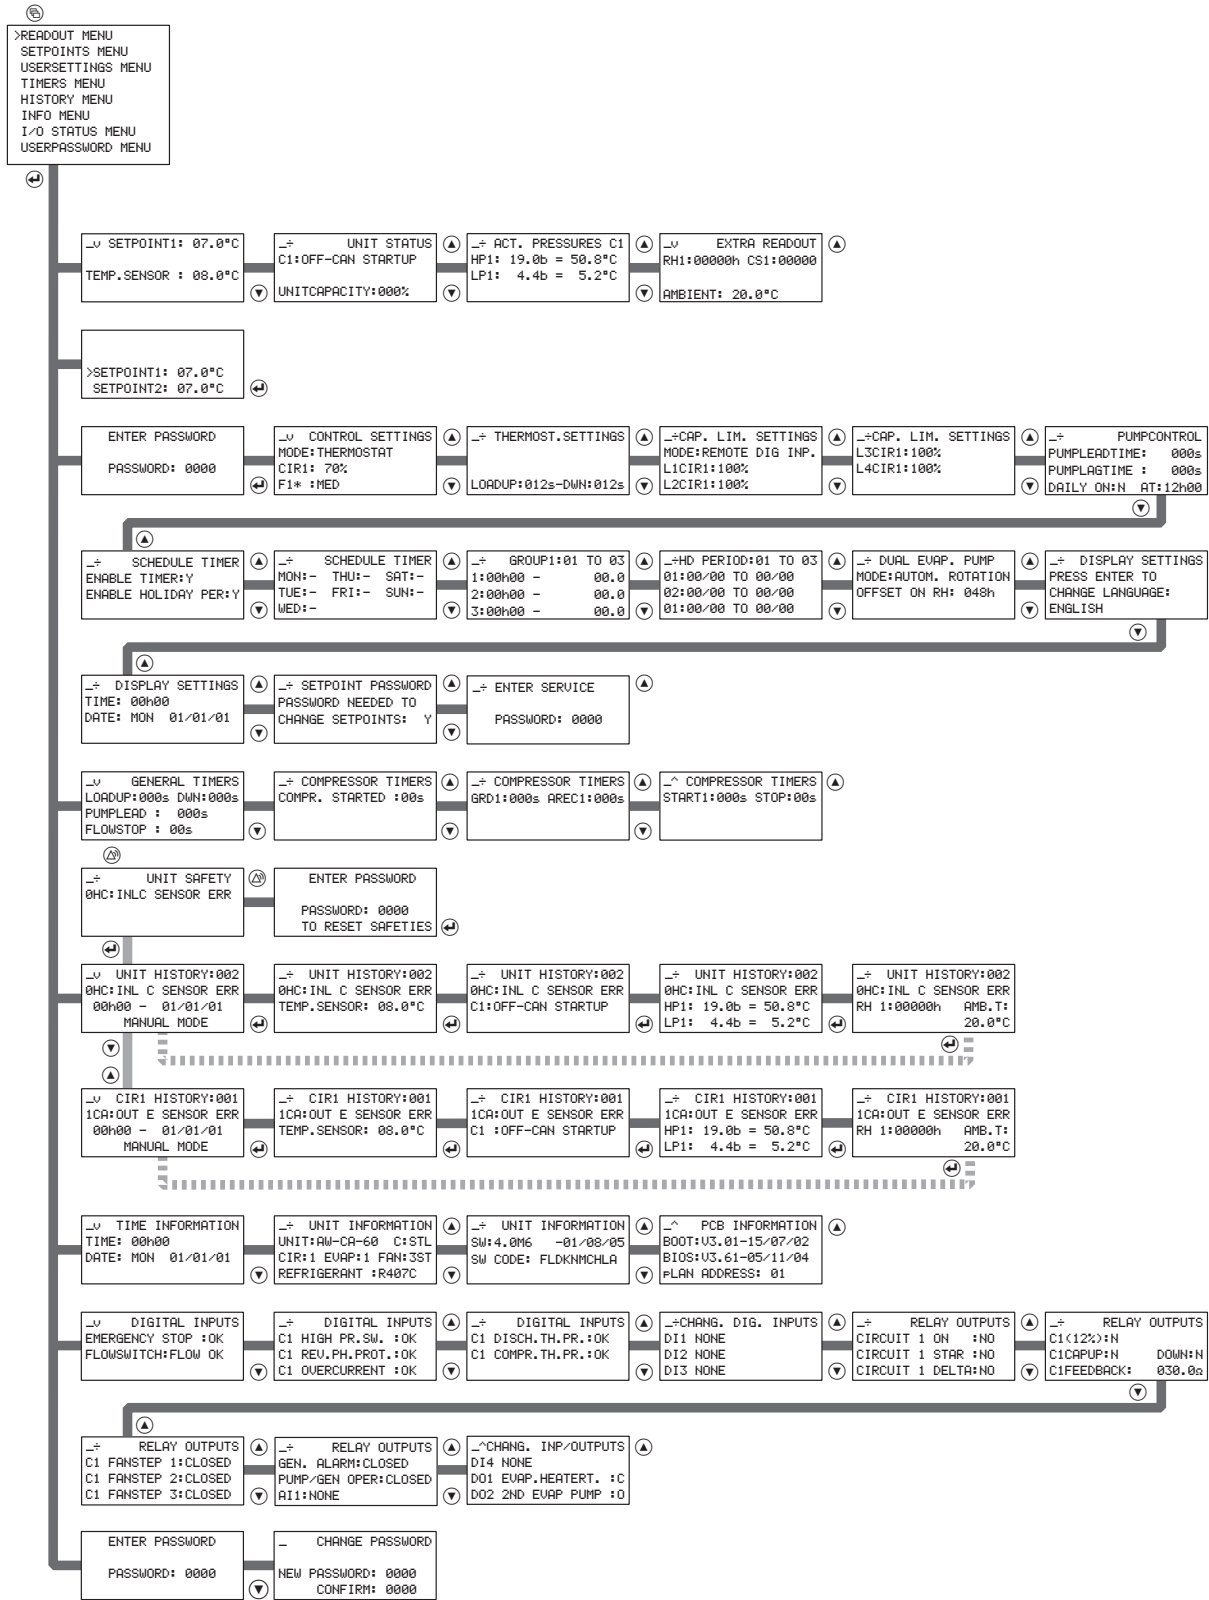 >READOUT MENU
SETPOINTS MENU
USERSETTINGS MENU
TIMERS MENU
HISTORY MENU
INFO MENU
I/O STATUS MENU
USERPASSWORD MENU
_v SETPOINT1: 07.0°C
TEMP.SENSOR : 08.0°C
_÷ UNIT STATUS
C1:OFF-CAN STARTUP
UNITCAPACITY:000%
_÷ ACT. PRESSURES C1
HP1: 19.0b = 50.8°C
LP1: 4.4b = 5.2°C
_v EXTRA READOUT
RH1:00000h CS1:00000
AMBIENT: 20.0°C
>SETPOINT1: 07.0°C
SETPOINT2: 07.0°C
ENTER PASSWORD
PASSWORD: 0000
_v CONTROL SETTINGS
MODE:THERMOSTAT
CIR1: 70%
F1* :MED
_÷ THERMOST.SETTINGS
LOADUP:012s-DWN:012s
_÷CAP. LIM. SETTINGS
MODE:REMOTE DIG INP.
L1CIR1:100%
L2CIR1:100%
_÷CAP. LIM. SETTINGS
L3CIR1:100%
L4CIR1:100%
_÷ PUMPCONTROL
PUMPLEADTIME: 000s
PUMPLAGTIME : 000s
DAILY ON:N AT:12h00
_÷ SCHEDULE TIMER
ENABLE TIMER:Y
ENABLE HOLIDAY PER:Y
_÷ SCHEDULE TIMER
MON:- THU:- SAT:-
TUE:- FRI:- SUN:-
WED:-
_÷ GROUP1:01 TO 03
1:00h00 - 00.0
2:00h00 - 00.0
3:00h00 - 00.0
_÷HD PERIOD:01 TO 03
01:00/00 TO 00/00
02:00/00 TO 00/00
01:00/00 TO 00/00
_÷ DUAL EVAP. PUMP
MODE:AUTOM. ROTATION
OFFSET ON RH: 048h
_÷ DISPLAY SETTINGS
PRESS ENTER TO
CHANGE LANGUAGE:
ENGLISH
_÷ DISPLAY SETTINGS
TIME: 00h00
DATE: MON 01/01/01
_÷ SETPOINT PASSWORD
PASSWORD NEEDED TO
CHANGE SETPOINTS: Y
_÷ ENTER SERVICE
PASSWORD: 0000
_v GENERAL TIMERS
LOADUP:000s DWN:000s
PUMPLEAD : 000s
FLOWSTOP : 00s
_÷ COMPRESSOR TIMERS
COMPR. STARTED :00s
_÷ COMPRESSOR TIMERS
GRD1:000s AREC1:000s
_^ COMPRESSOR TIMERS
START1:000s STOP:00s
_÷ UNIT SAFETY
0HC:INLC SENSOR ERR
ENTER PASSWORD
PASSWORD: 0000
TO RESET SAFETIES
_v UNIT HISTORY:002
0HC:INL C SENSOR ERR
00h00 - 01/01/01
MANUAL MODE
_÷ UNIT HISTORY:002
0HC:INL C SENSOR ERR
TEMP.SENSOR: 08.0°C
_÷ UNIT HISTORY:002
0HC:INL C SENSOR ERR
C1:OFF-CAN STARTUP
_÷ UNIT HISTORY:002
0HC:INL C SENSOR ERR
HP1: 19.0b = 50.8°C
LP1: 4.4b = 5.2°C
_÷ UNIT HISTORY:002
0HC:INL C SENSOR ERR
RH 1:00000h AMB.T:
20.0°C
_v CIR1 HISTORY:001
1CA:OUT E SENSOR ERR
00h00 - 01/01/01
MANUAL MODE
_÷ CIR1 HISTORY:001
1CA:OUT E SENSOR ERR
TEMP.SENSOR: 08.0°C
_÷ CIR1 HISTORY:001
1CA:OUT E SENSOR ERR
C1 :OFF-CAN STARTUP
_÷ CIR1 HISTORY:001
1CA:OUT E SENSOR ERR
HP1: 19.0b = 50.8°C
LP1: 4.4b = 5.2°C
_÷ CIR1 HISTORY:001
1CA:OUT E SENSOR ERR
RH 1:00000h AMB.T:
20.0°C
_v TIME INFORMATION
TIME: 00h00
DATE: MON 01/01/01
_÷ UNIT INFORMATION
UNIT:AW-CA-60 C:STL
CIR:1 EVAP:1 FAN:3ST
REFRIGERANT :R407C
_÷ UNIT INFORMATION
SW:4.0M6 -01/08/05
SW CODE: FLDKNMCHLA
_^ PCB INFORMATION
BOOT:V3.01-15/07/02
BIOS:V3.61-05/11/04
pLAN ADDRESS: 01
_v DIGITAL INPUTS
EMERGENCY STOP :OK
FLOWSWITCH:FLOW OK
_÷ DIGITAL INPUTS
C1 HIGH PR.SW. :OK
C1 REV.PH.PROT.:OK
C1 OVERCURRENT :OK
_÷ DIGITAL INPUTS
C1 DISCH.TH.PR.:OK
C1 COMPR.TH.PR.:OK
_÷CHANG. DIG. INPUTS
DI1 NONE
DI2 NONE
DI3 NONE
_÷ RELAY OUTPUTS
CIRCUIT 1 ON :NO
CIRCUIT 1 STAR :NO
CIRCUIT 1 DELTA:NO
_÷ RELAY OUTPUTS
C1(12%):N
C1CAPUP:N DOWN:N
C1FEEDBACK: 030.0Ω
_÷ RELAY OUTPUTS
C1 FANSTEP 1:CLOSED
C1 FANSTEP 2:CLOSED
C1 FANSTEP 3:CLOSED
_÷ RELAY OUTPUTS
GEN. ALARM:CLOSED
PUMP/GEN OPER:CLOSED
AI1:NONE
_^CHANG. INP/OUTPUTS
DI4 NONE
DO1 EVAP.HEATERT. :C
DO2 2ND EVAP PUMP :O
ENTER PASSWORD
PASSWORD: 0000
_ CHANGE PASSWORD
NEW PASSWORD: 0000
CONFIRM: 0000